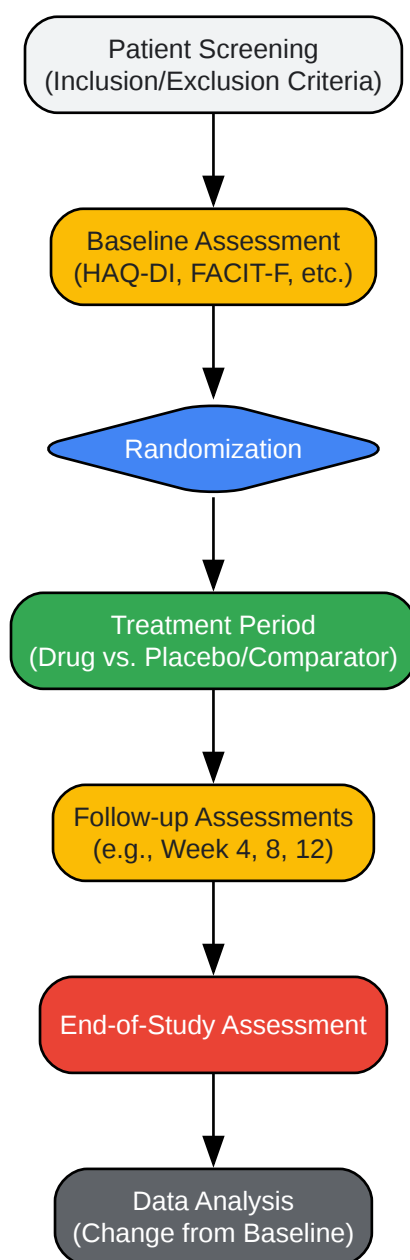 Patient Screening
(Inclusion/Exclusion Criteria)
Baseline Assessment
(HAQ-DI, FACIT-F, etc.)
Randomization
Treatment Period
(Drug vs. Placebo/Comparator)
Follow-up Assessments
(e.g., Week 4, 8, 12)
End-of-Study Assessment
Data Analysis
(Change from Baseline)